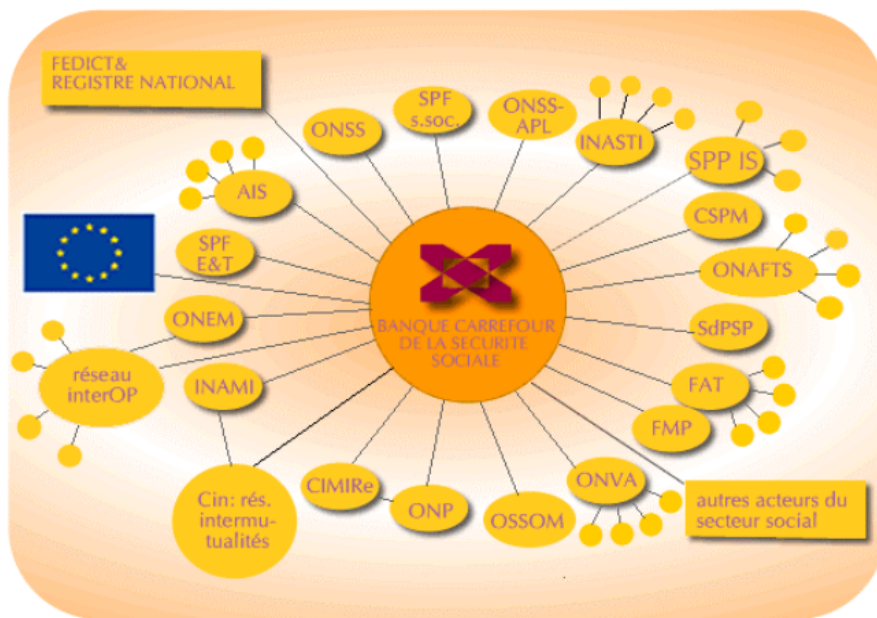 FEDICT&
REGISTRE NATIONAL
ONSS
SPF
s.soc.
ONSS-
APL
INASTI
SPP IS
AIS
CSPM
SPF
E&T
ONAFTS
ONEM
BANQUE CARREFOUR
DE LA SECURITE
SOCIALE
SdPSP
réseau
interOP
INAMI
FAT
FMP
Cin: rés.
intermu-
tualités
CIMIRe
ONP
OSSOM
ONVA
autres acteurs du
secteur social